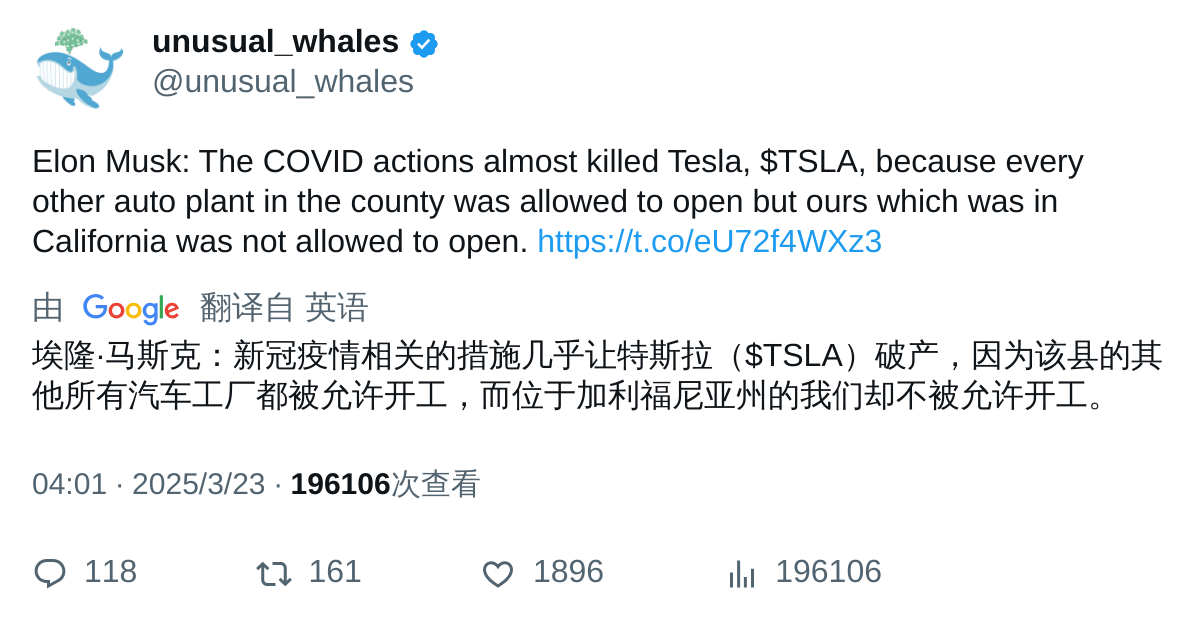 unusual_whales
@unusual_whales
Elon Musk: The COVID actions almost killed Tesla, $TSLA, because every
other auto plant in the county was allowed to open but ours which was in
California was not allowed to open. https://t.co/eU72f4WXz3
由 Google 翻译自 英语
埃隆·马斯克：新冠疫情相关的措施几乎让特斯拉（$TSLA）破产，因为该县的其
他所有汽车工厂都被允许开工，而位于加利福尼亚州的我们却不被允许开工。
04:01 · 2025/3/23 · 196106次查看
118 161 1896 196106